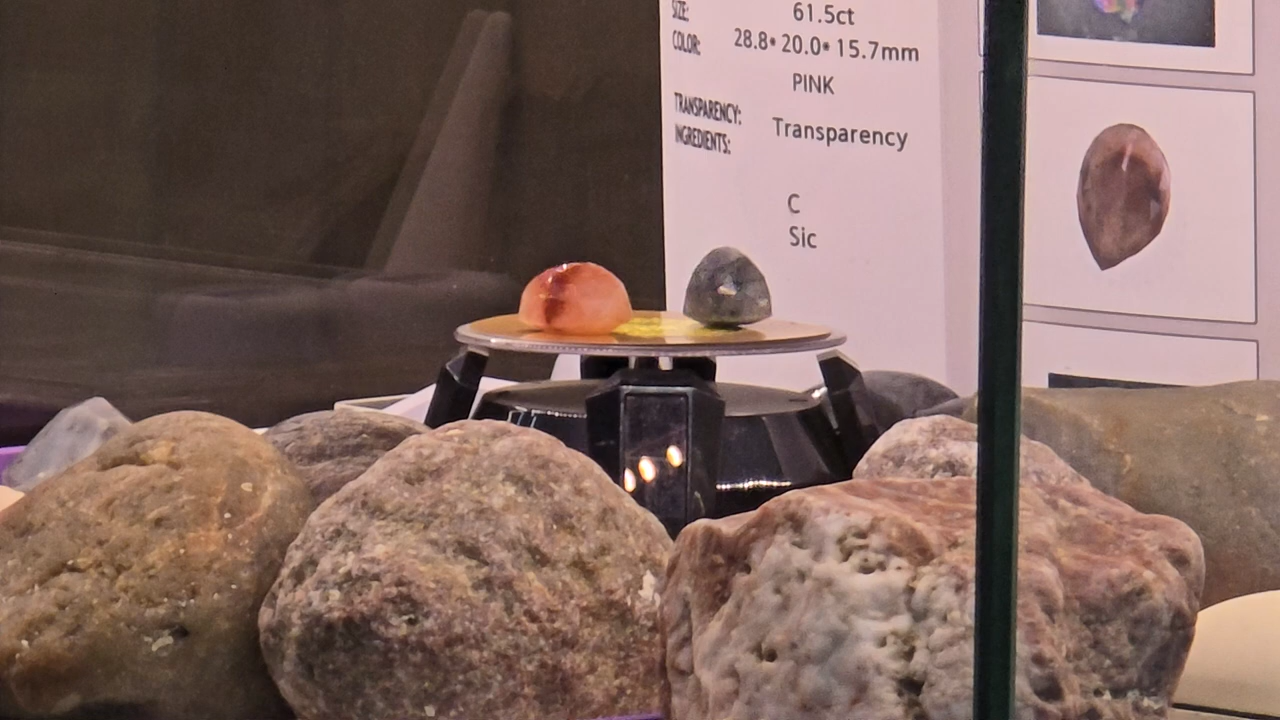 SIZE: 61.5ct
COLOR: 28.8* 20.0* 15.7mm
PINK
TRANSPARENCY: Transparency
INGREDIENTS:
C
Sic